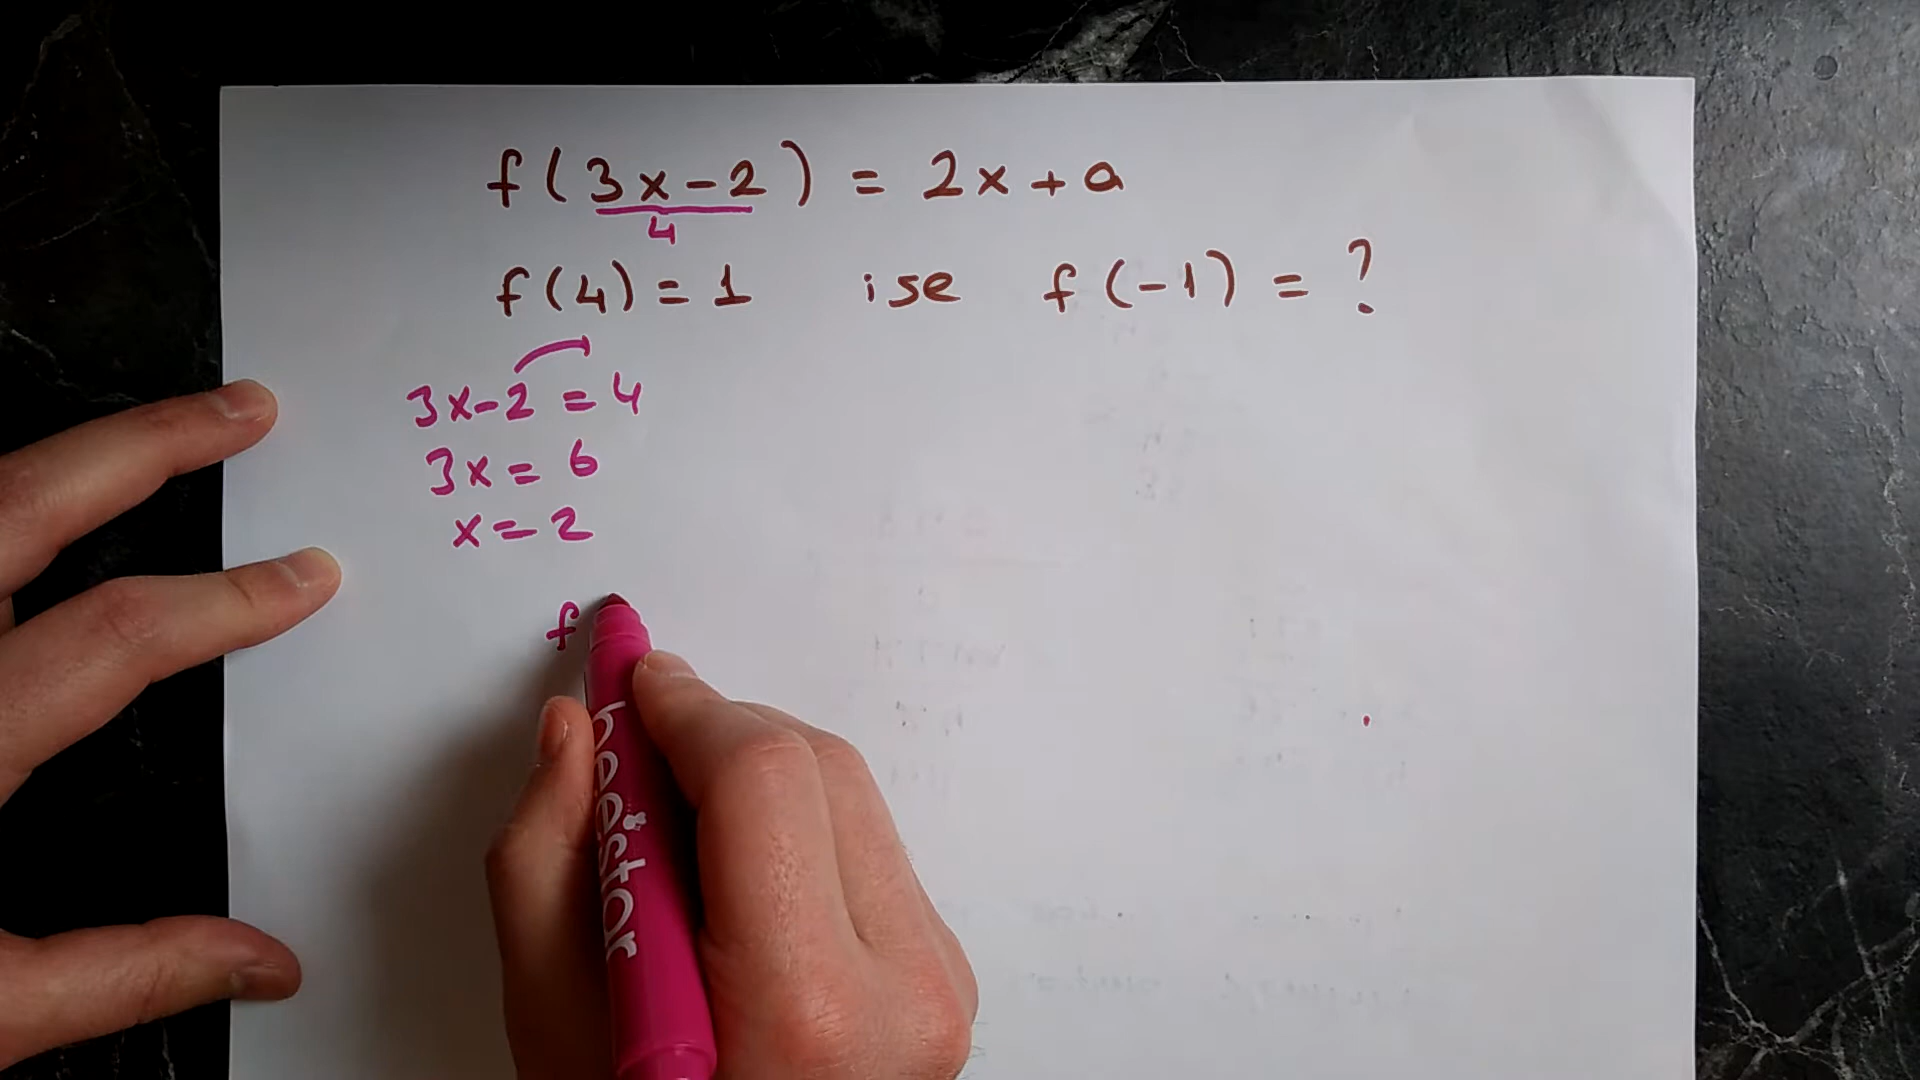 f(3x-2) = 2x+a
4
f(4)=1 ise f(-1) = ?
3x-2=4
3x=6
x=2
f
beestar